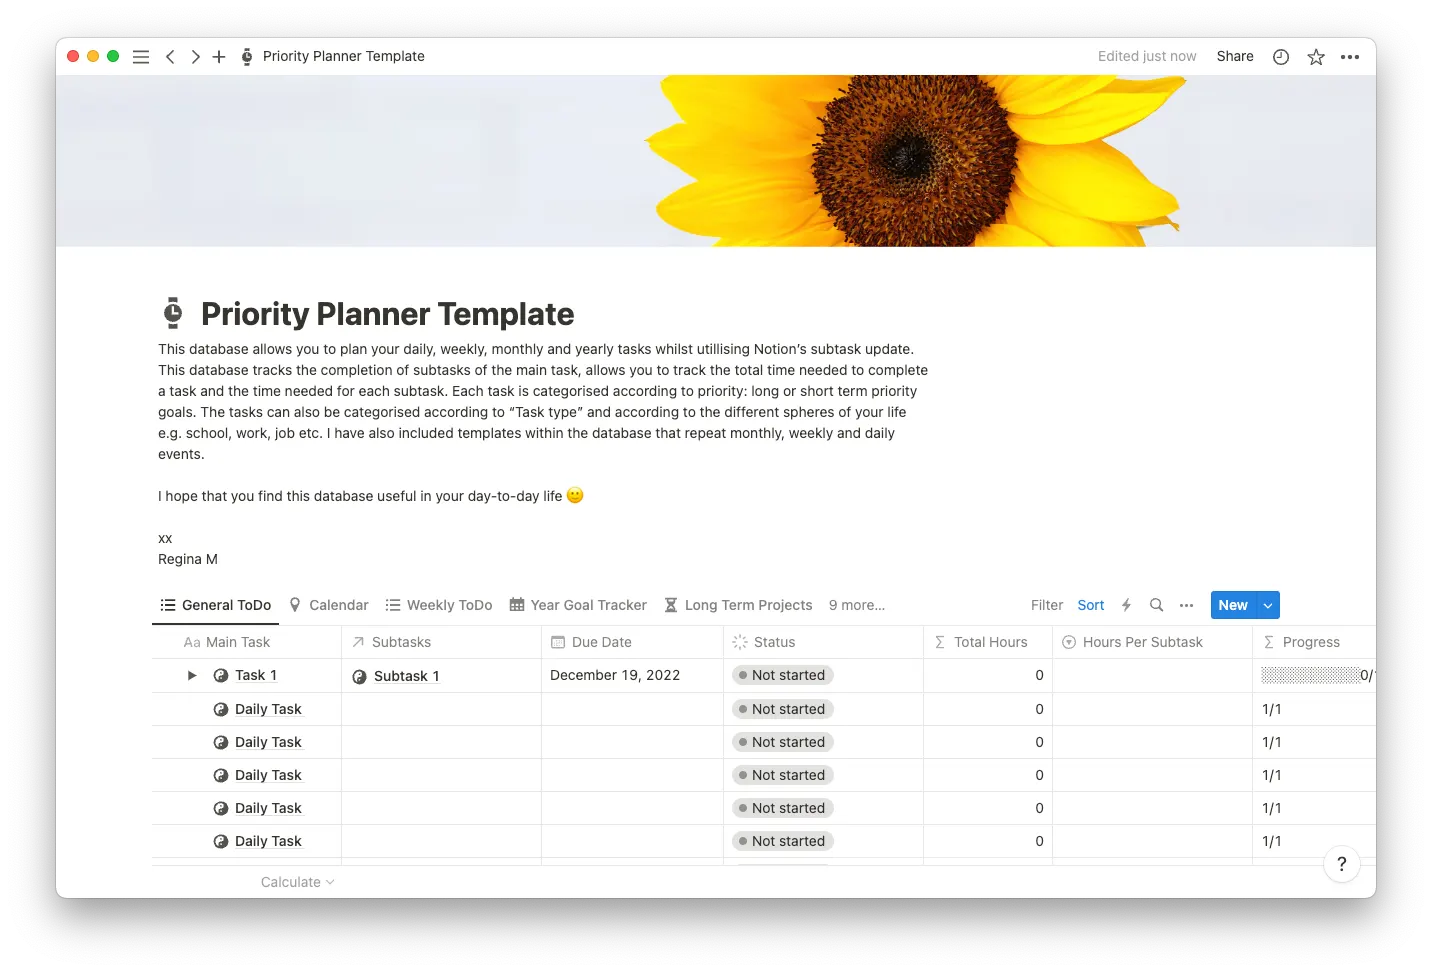 Priority Planner Template
Edited just now
Share
Priority Planner Template
This database allows you to plan your daily, weekly, monthly and yearly tasks whilst utillising Notion’s subtask update.
This database tracks the completion of subtasks of the main task, allows you to track the total time needed to complete
a task and the time needed for each subtask. Each task is categorised according to priority: long or short term priority
goals. The tasks can also be categorised according to “Task type” and according to the different spheres of your life
e.g. school, work, job etc. I have also included templates within the database that repeat monthly, weekly and daily
events.
I hope that you find this database useful in your day-to-day life 🙂
xx
Regina M
General ToDo Calendar Weekly ToDo Year Goal Tracker Long Term Projects 9 more... Filter Sort New
Aa Main Task Subtasks Due Date Status Σ Total Hours Hours Per Subtask Σ Progress
Task 1 Subtask 1 December 19, 2022 Not started 0 ░░░░░░░░░░0/
Daily Task Not started 0 1/1
Daily Task Not started 0 1/1
Daily Task Not started 0 1/1
Daily Task Not started 0 1/1
Daily Task Not started 0 1/1
Calculate
?